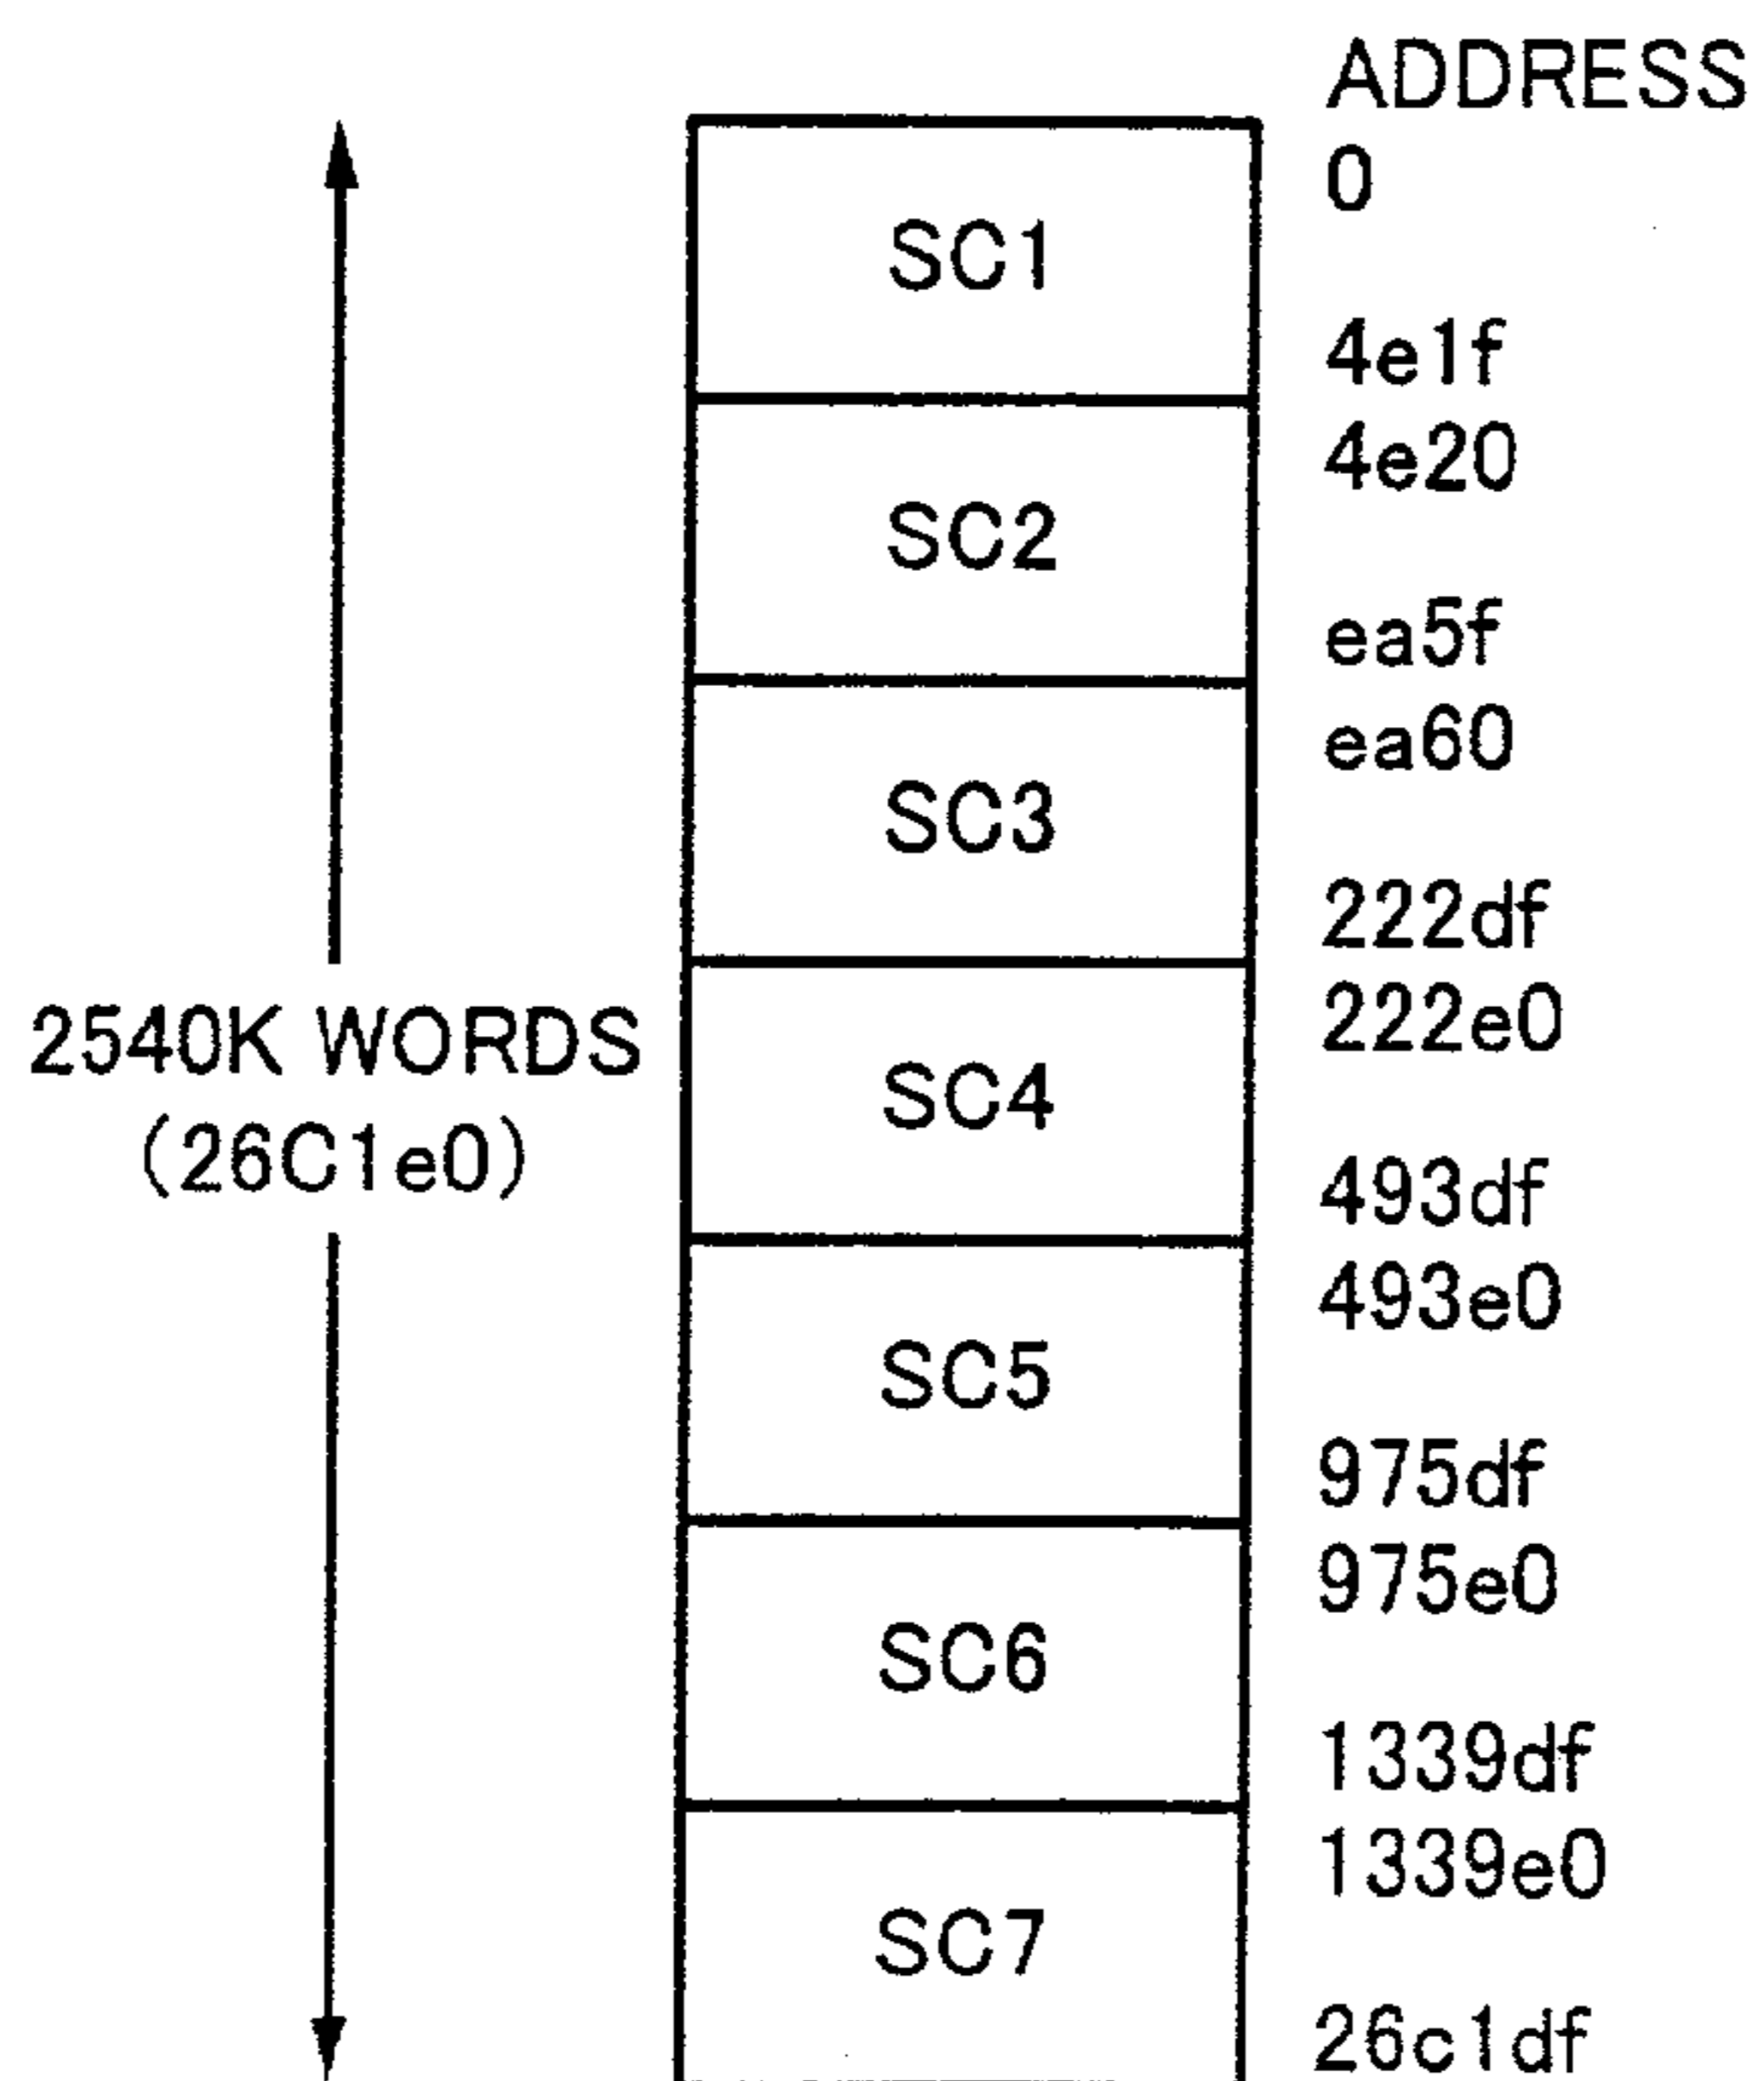 ADDRESS
0
SC1
4e1f
4e20
SC2
ea5f
ea60
SC3
222df
222e0
2540K WORDS
(26C1e0)
SC4
493df
493e0
SC5
975df
975e0
SC6
1339df
1339e0
SC7
26c1df